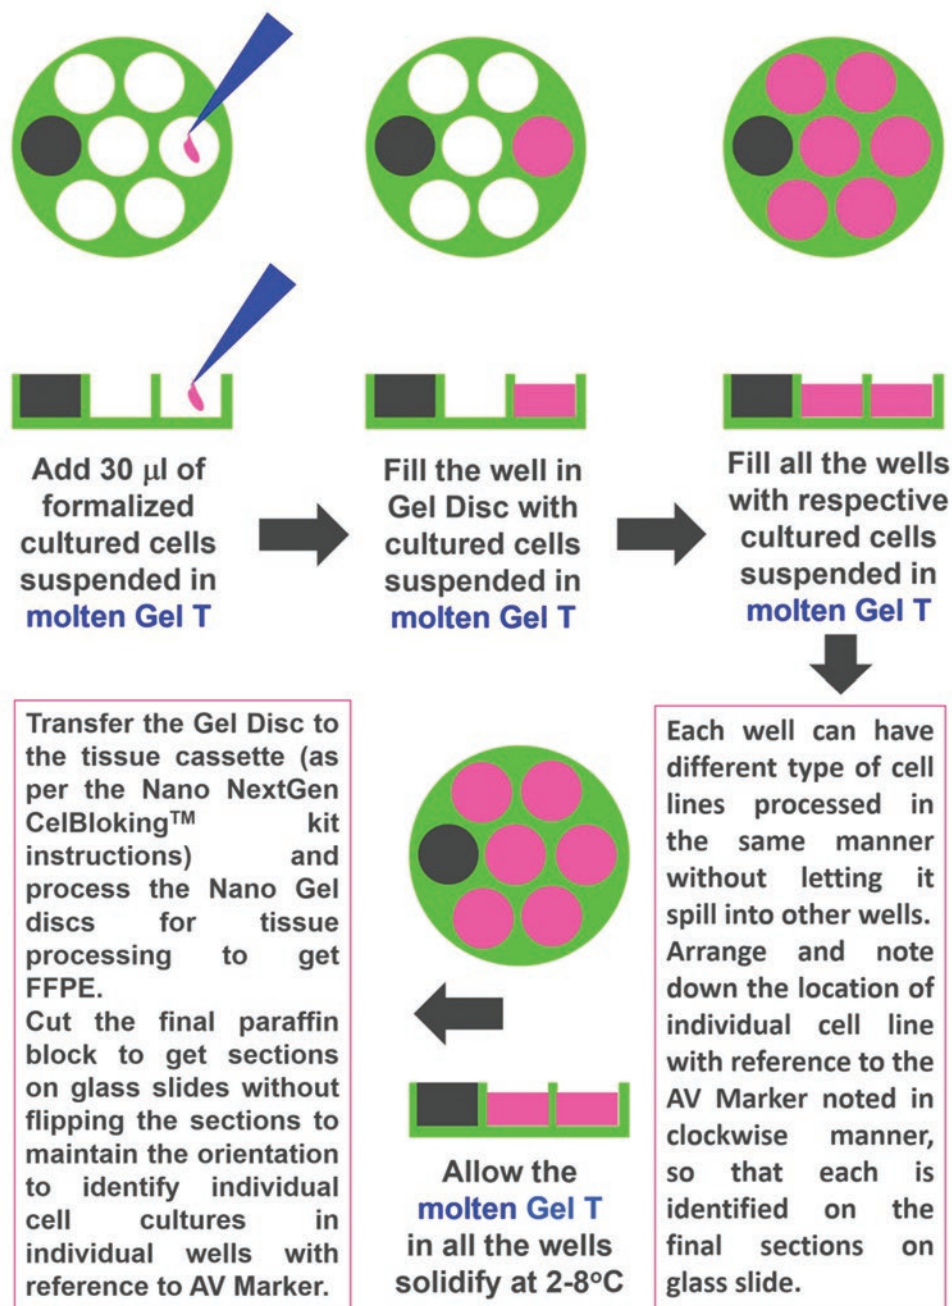 Add 30 µl of
formalized
cultured cells
suspended in
molten Gel T
Fill the well in
Gel Disc with
cultured cells
suspended in
molten Gel T
Fill all the wells
with respective
cultured cells
suspended in
molten Gel T
Each well can have
different type of cell
lines processed in
the same manner
without letting it
spill into other wells.
Arrange and note
down the location of
individual cell line
with reference to the
AV Marker noted in
clockwise manner,
so that each is
identified on the
final sections on
glass slide.
Allow the
molten Gel T
in all the wells
solidify at 2-8ºC
Transfer the Gel Disc to
the tissue cassette (as
per the Nano NextGen
CelBloking™ kit
instructions) and
process the Nano Gel
discs for tissue
processing to get
FFPE.
Cut the final paraffin
block to get sections
on glass slides without
flipping the sections to
maintain the orientation
to identify individual
cell cultures in
individual wells with
reference to AV Marker.